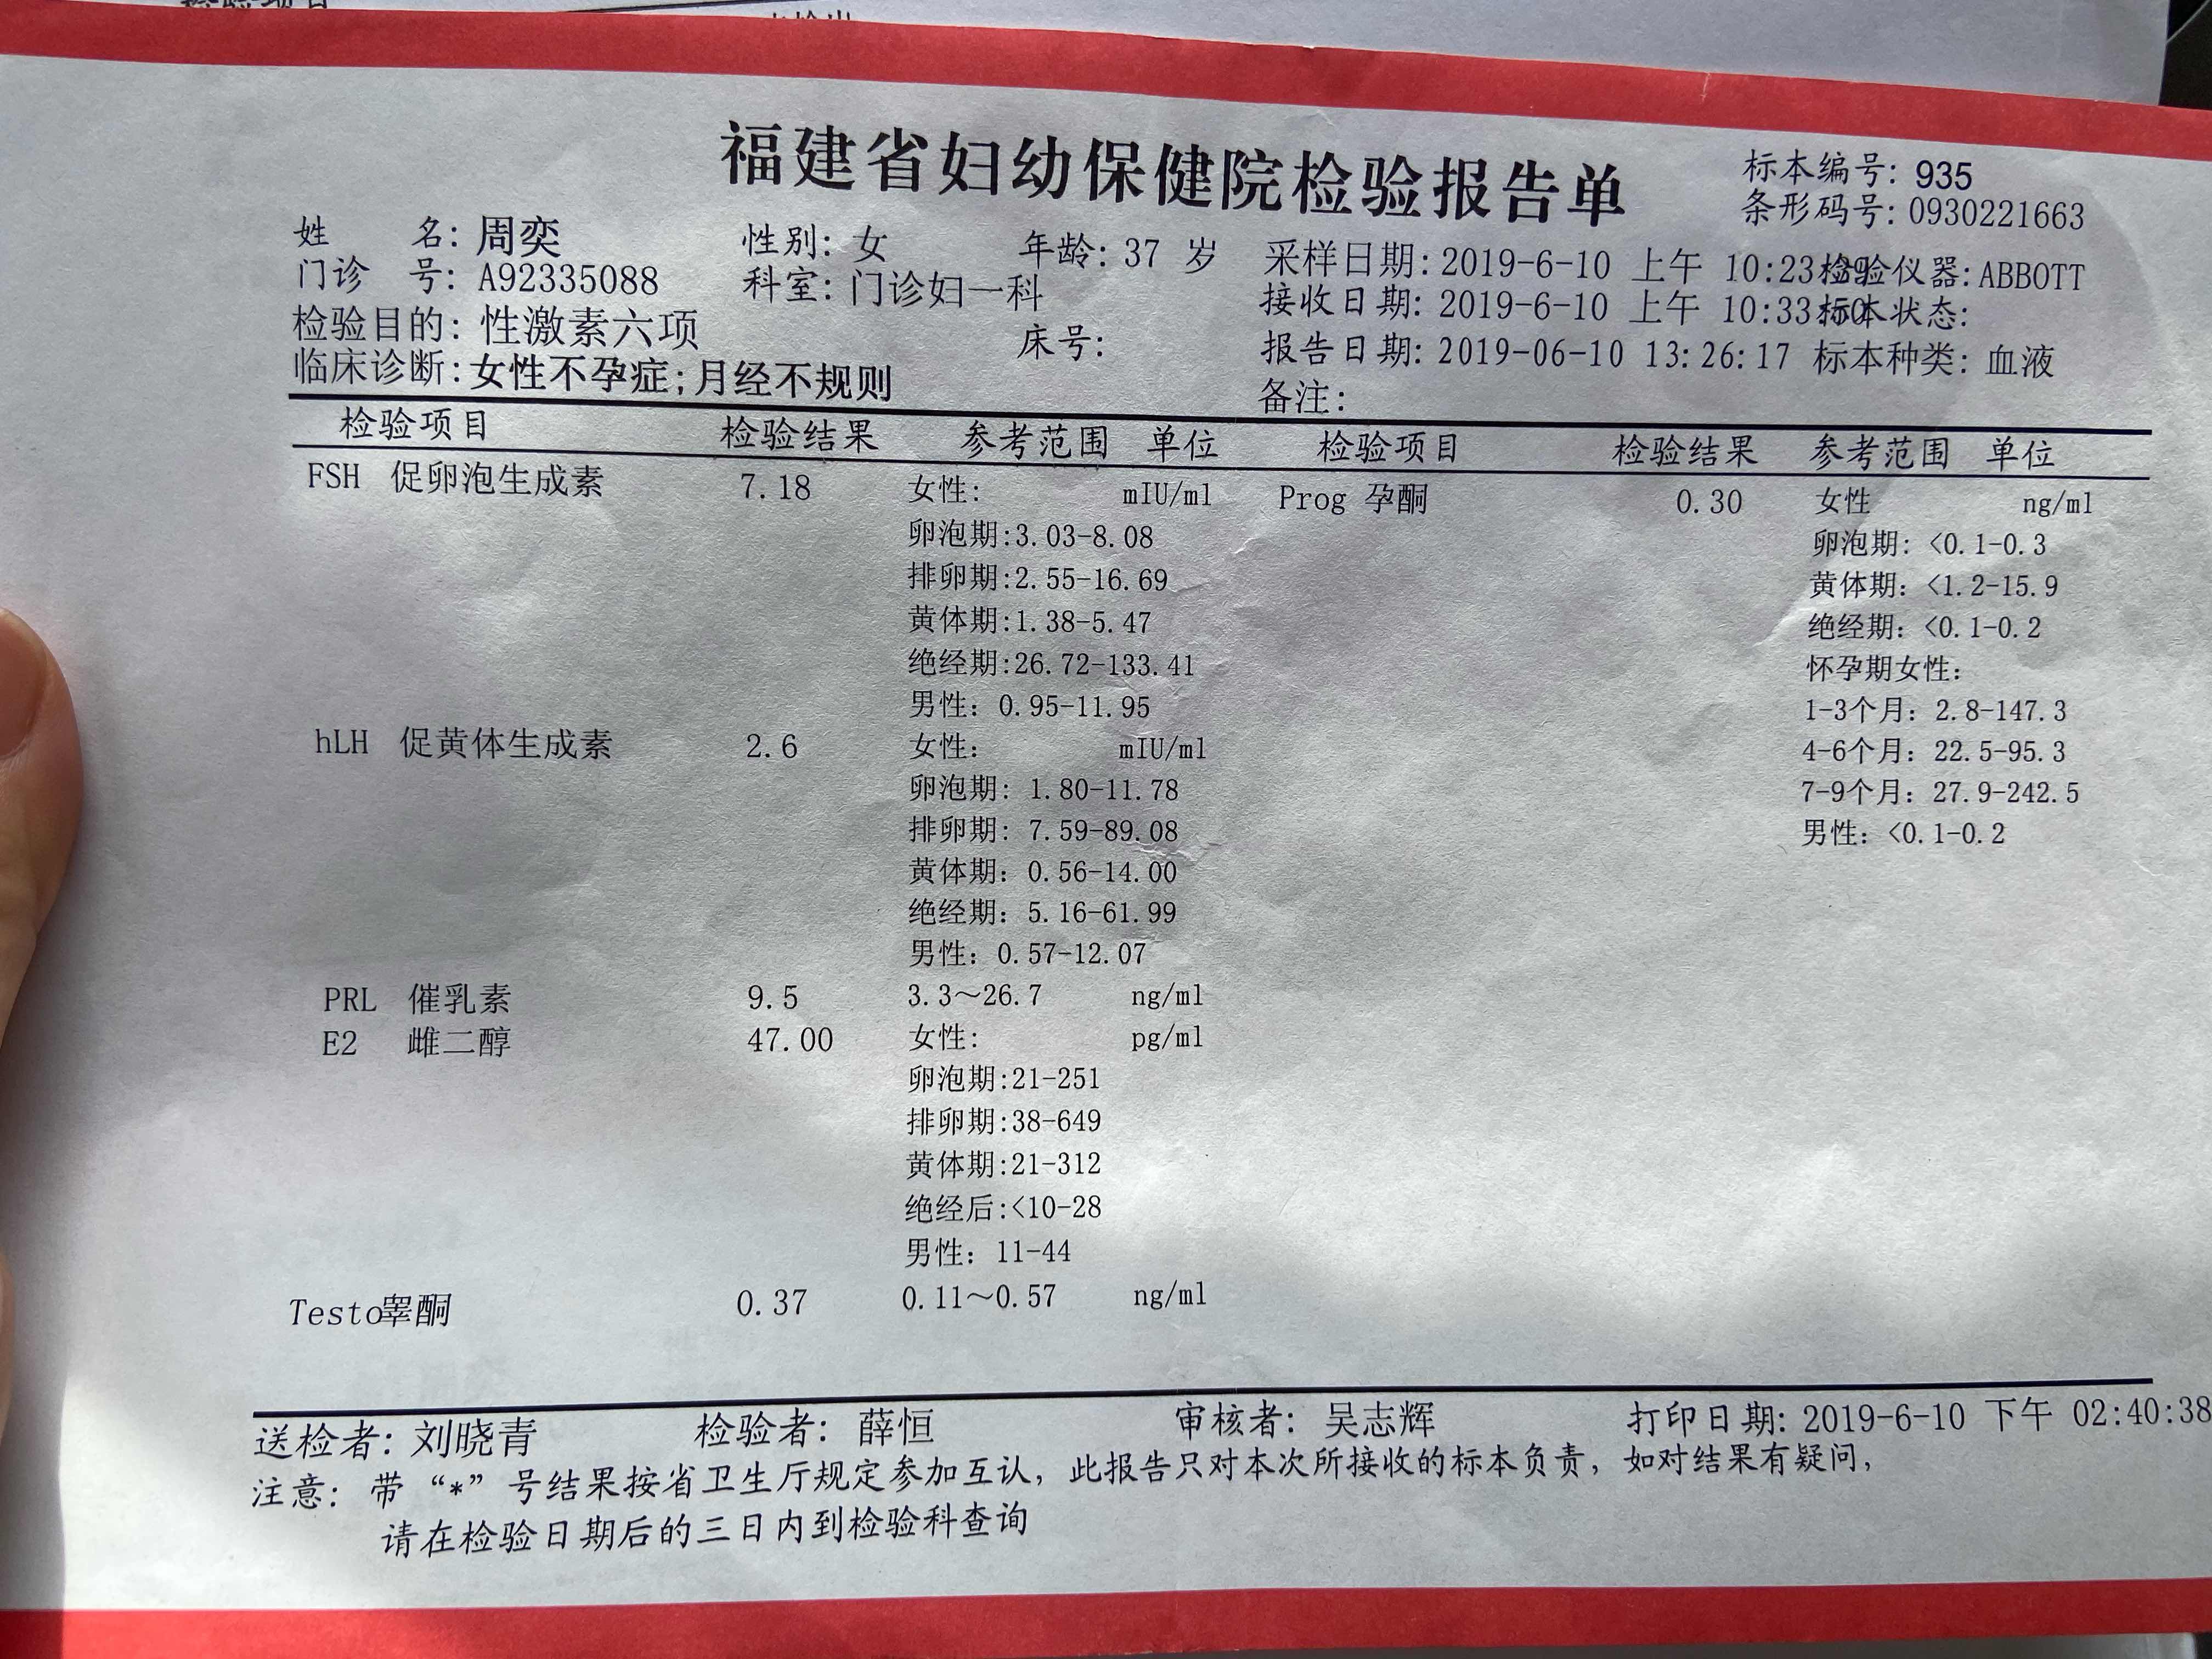 福建省妇幼保健院检验报告单
标本编号: 935
条形码号: 0930221663
姓 名: 周奕 性别: 女 年龄: 37 岁 采样日期: 2019-6-10 上午 10:23 检验仪器: ABBOTT
门诊 号: A92335088 科室: 门诊妇一科 接收日期: 2019-6-10 上午 10:33 标本状态:
检验目的: 性激素六项 床号: 报告日期: 2019-06-10 13:26:17 标本种类: 血液
临床诊断: 女性不孕症;月经不规则 备注:
检验项目 检验结果 参考范围 单位 检验项目 检验结果 参考范围 单位
FSH 促卵泡生成素 7.18 女性: mIU/ml Prog 孕酮 0.30 女性 ng/ml
卵泡期:3.03-8.08 卵泡期: <0.1-0.3
排卵期:2.55-16.69 黄体期: <1.2-15.9
黄体期:1.38-5.47 绝经期: <0.1-0.2
绝经期:26.72-133.41 怀孕期女性:
男性: 0.95-11.95 1-3个月: 2.8-147.3
hLH 促黄体生成素 2.6 女性: mIU/ml 4-6个月: 22.5-95.3
卵泡期: 1.80-11.78 7-9个月: 27.9-242.5
排卵期: 7.59-89.08 男性: <0.1-0.2
黄体期: 0.56-14.00
绝经期: 5.16-61.99
男性: 0.57-12.07
PRL 催乳素 9.5 3.3～26.7 ng/ml
E2 雌二醇 47.00 女性: pg/ml
卵泡期:21-251
排卵期:38-649
黄体期:21-312
绝经后:<10-28
男性: 11-44
Testo睾酮 0.37 0.11～0.57 ng/ml
送检者: 刘晓青 检验者: 薛恒 审核者: 吴志辉 打印日期: 2019-6-10 下午 02:40:38
注意: 带 “*” 号结果按省卫生厅规定参加互认, 此报告只对本次所接收的标本负责, 如对结果有疑问,
请在检验日期后的三日内到检验科查询